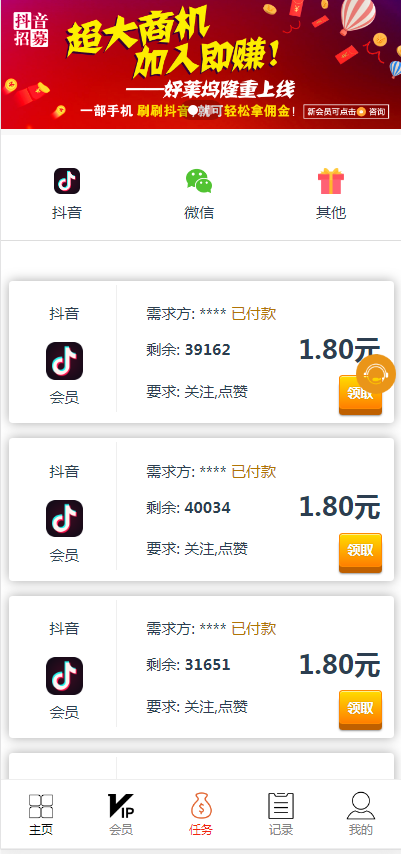 抖音
招募
超大商机
加入即赚！
——好莱坞隆重上线
一部手机 刷刷抖音,就可轻松拿佣金！
新会员可点击 咨询
抖音 微信 其他
抖音
会员
需求方: **** 已付款
剩余: 39162
要求: 关注,点赞
1.80元
领取
抖音
会员
需求方: **** 已付款
剩余: 40034
要求: 关注,点赞
1.80元
领取
抖音
会员
需求方: **** 已付款
剩余: 31651
要求: 关注,点赞
1.80元
领取
VIP
主页 会员 任务 记录 我的